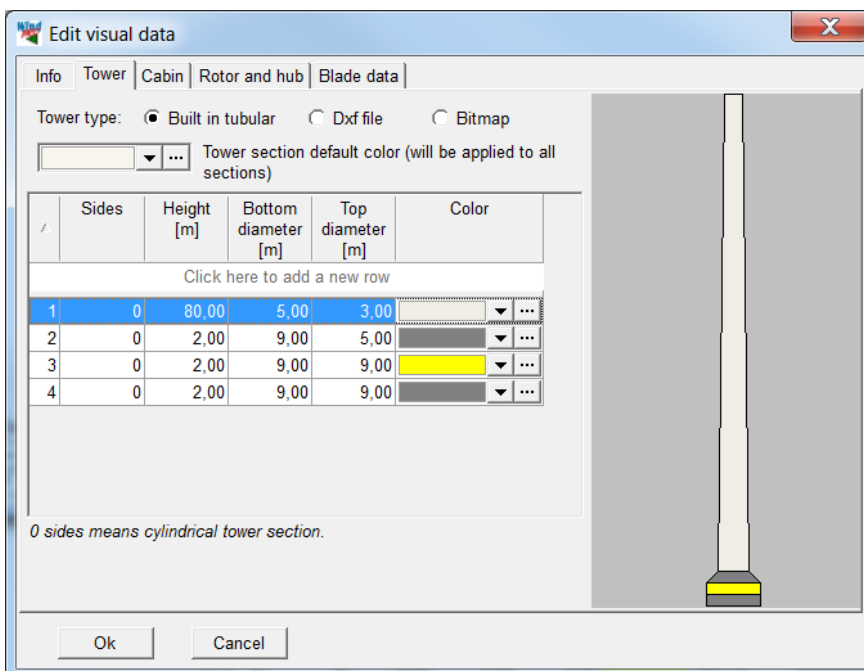 Wind
Edit visual data
Info Tower Cabin Rotor and hub Blade data
Tower type: Built in tubular Dxf file Bitmap
Tower section default color (will be applied to all
sections)
Sides Height Bottom Top Color
[m] diameter diameter
[m] [m]
Click here to add a new row
1 0 80,00 5,00 3,00 ...
2 0 2,00 9,00 5,00 ...
3 0 2,00 9,00 9,00 ...
4 0 2,00 9,00 9,00 ...
0 sides means cylindrical tower section.
Ok Cancel